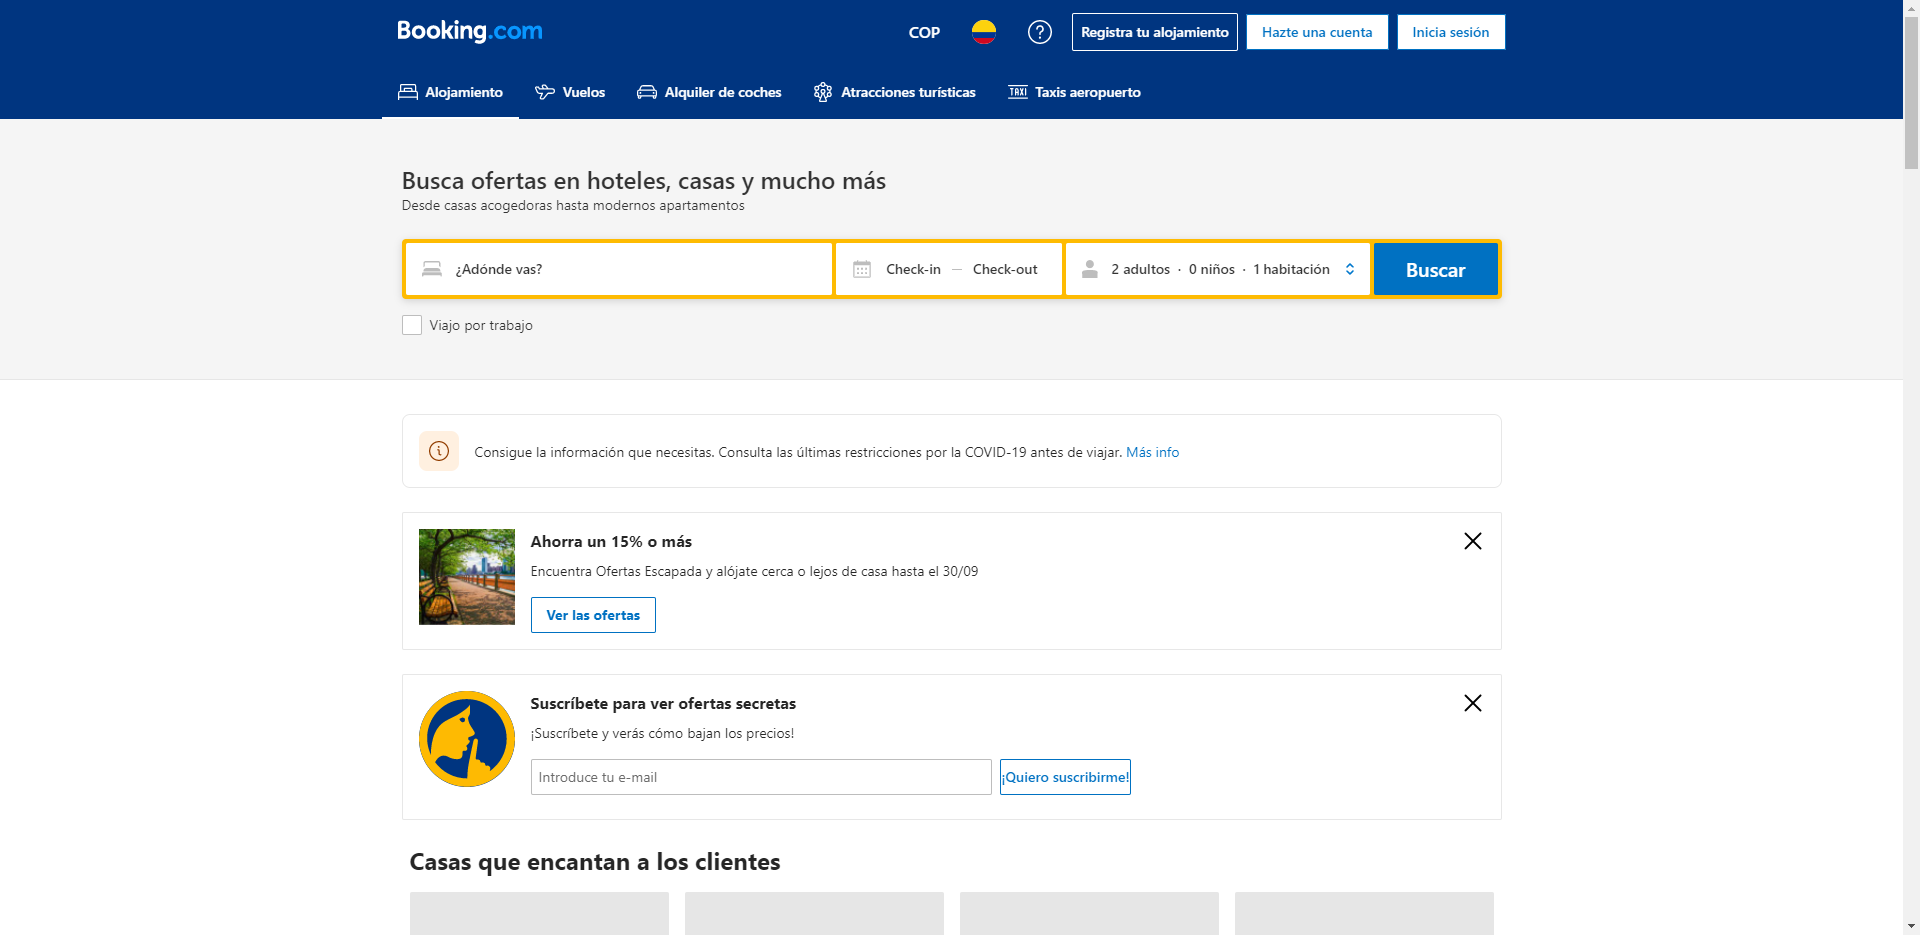 Booking.com
COP
Registra tu alojamiento
Hazte una cuenta
Inicia sesión
Alojamiento
Vuelos
Alquiler de coches
Atracciones turísticas
TAXI
Taxis aeropuerto
Busca ofertas en hoteles, casas y mucho más
Desde casas acogedoras hasta modernos apartamentos
¿Adónde vas?
Check-in — Check-out
2 adultos · 0 niños · 1 habitación
Buscar
Viajo por trabajo
Consigue la información que necesitas. Consulta las últimas restricciones por la COVID-19 antes de viajar. Más info
Ahorra un 15% o más
Encuentra Ofertas Escapada y alójate cerca o lejos de casa hasta el 30/09
Ver las ofertas
Suscríbete para ver ofertas secretas
¡Suscríbete y verás cómo bajan los precios!
Introduce tu e-mail
¡Quiero suscribirme!
Casas que encantan a los clientes